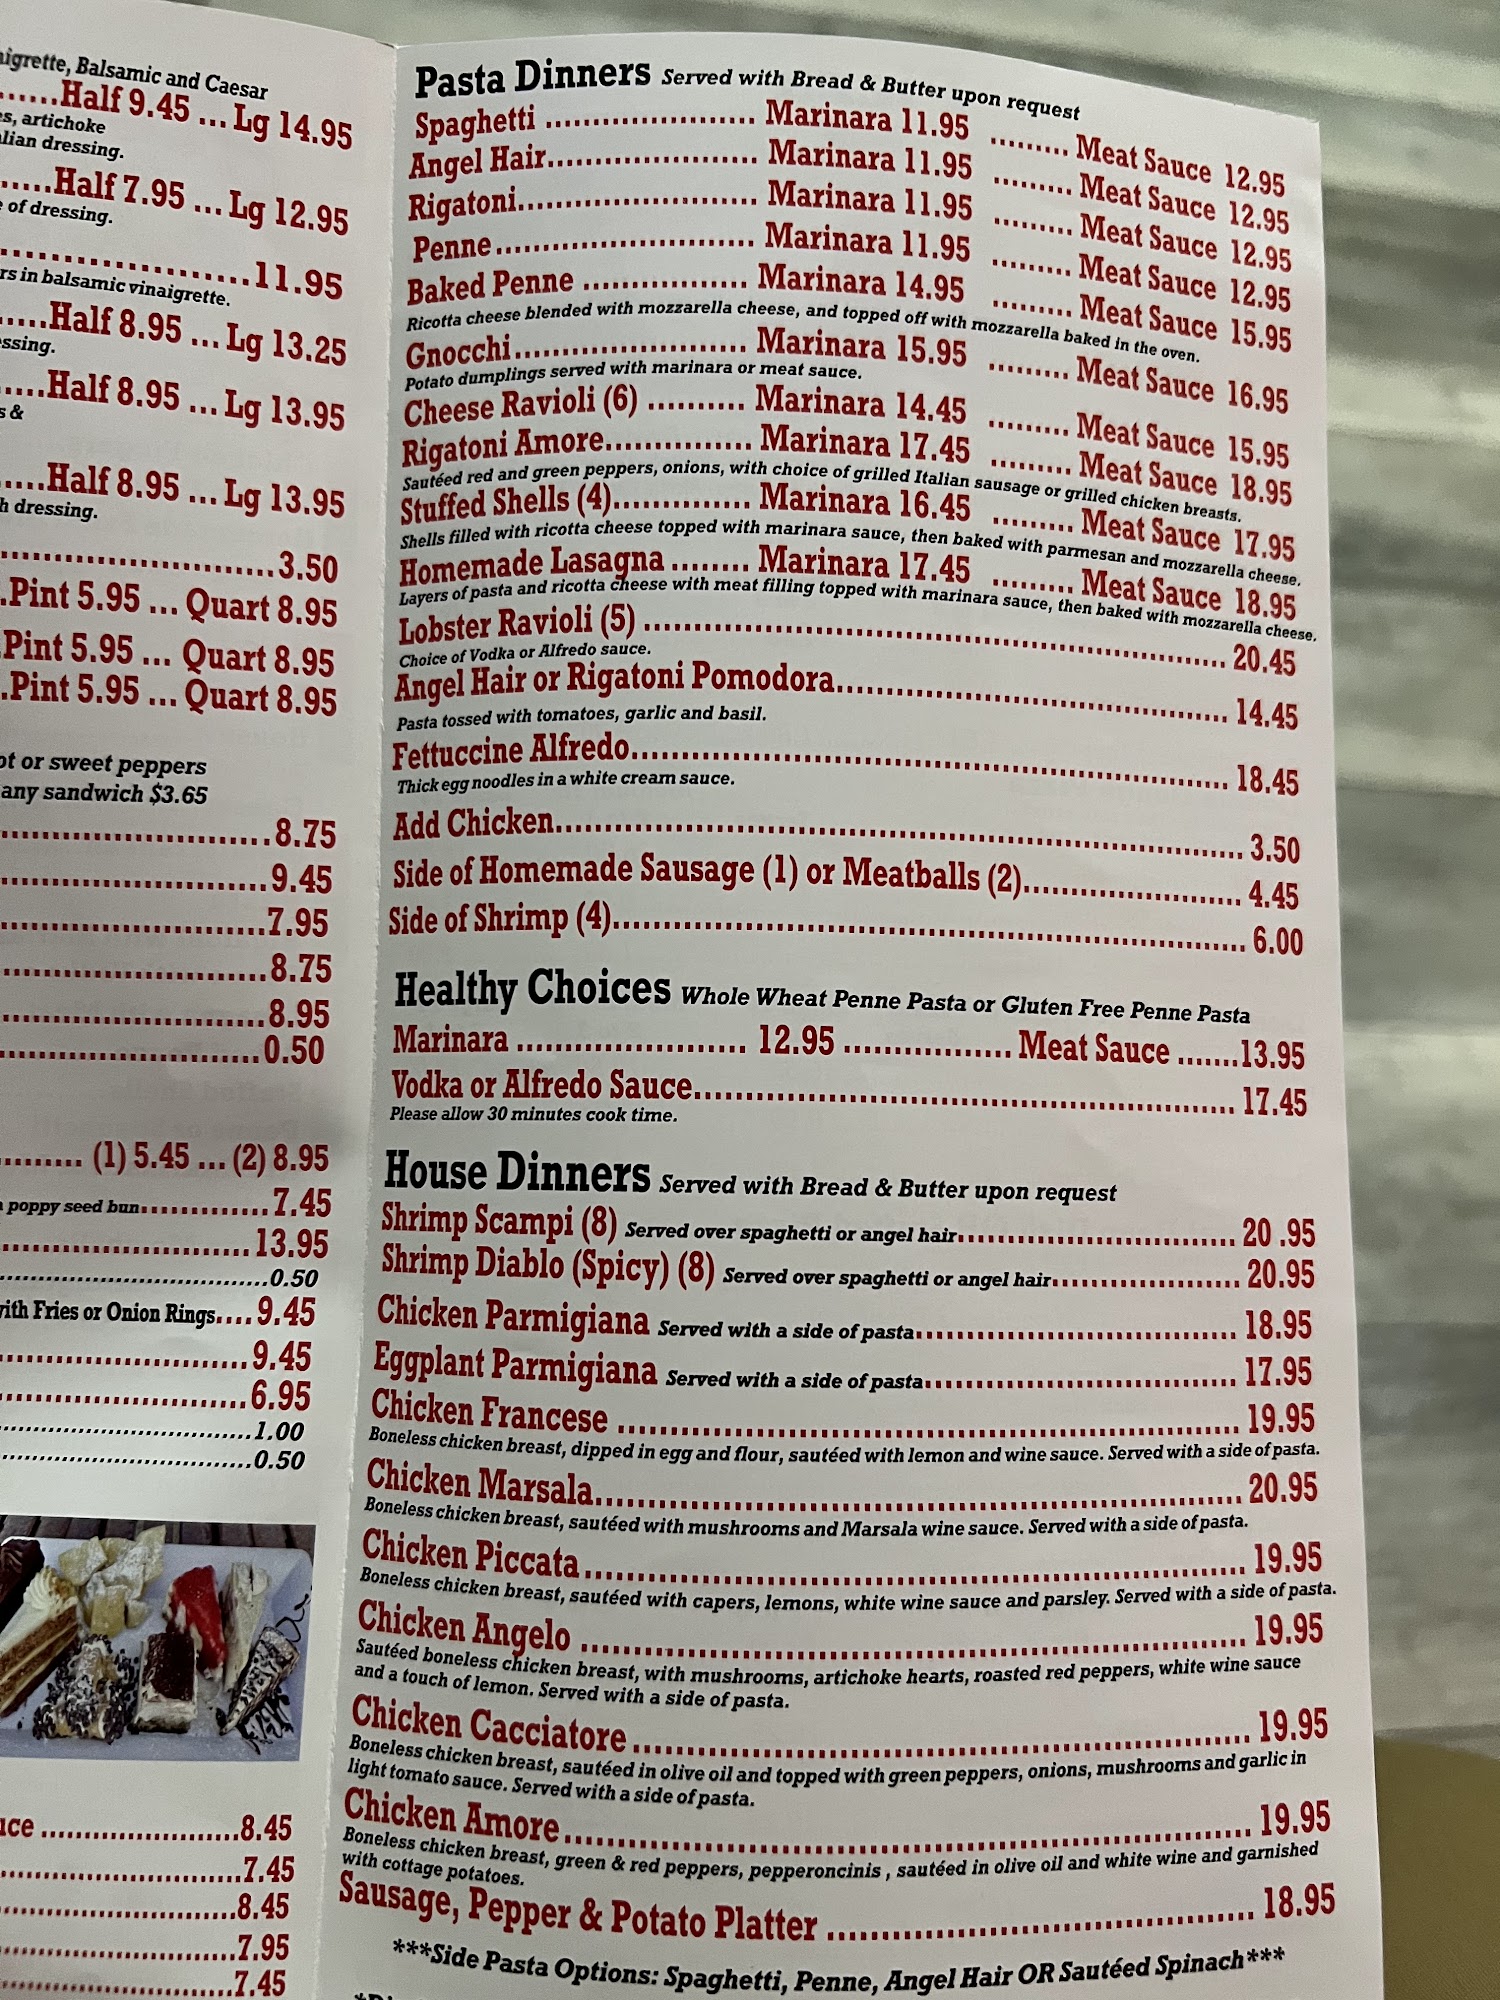 Vinaigrette, Balsamic and Caesar
......Half 9.45 ... Lg 14.95
artichoke
dressing.
......Half 7.95 ... Lg 12.95
of dressing.
....................11.95
in balsamic vinaigrette.
.....Half 8.95 ... Lg 13.25
.....Half 8.95 ... Lg 13.95
&
....Half 8.95 ... Lg 13.95
dressing.
..........................3.50
.Pint 5.95 ... Quart 8.95
.Pint 5.95 ... Quart 8.95
.Pint 5.95 ... Quart 8.95
or sweet peppers
any sandwich $3.65
..........................8.75
..........................9.45
..........................7.95
..........................8.75
..........................8.95
..........................0.50
......... (1) 5.45 ... (2) 8.95
poppy seed bun.............7.45
.........................13.95
..................................0.50
with Fries or Onion Rings....9.45
.........................9.45
.........................6.95
..................................1.00
..................................0.50
.......................8.45
.......................7.45
.......................8.45
.......................7.95
.......................7.45
Pasta Dinners Served with Bread & Butter upon request
Spaghetti ...................... Marinara 11.95 ......... Meat Sauce 12.95
Angel Hair...................... Marinara 11.95 ......... Meat Sauce 12.95
Rigatoni......................... Marinara 11.95 ......... Meat Sauce 12.95
Penne........................... Marinara 11.95 ......... Meat Sauce 12.95
Baked Penne ................. Marinara 14.95 ......... Meat Sauce 15.95
Ricotta cheese blended with mozzarella cheese, and topped off with mozzarella baked in the oven.
Gnocchi........................ Marinara 15.95 ......... Meat Sauce 16.95
Potato dumplings served with marinara or meat sauce.
Cheese Ravioli (6) .......... Marinara 14.45 ......... Meat Sauce 15.95
Rigatoni Amore............... Marinara 17.45 ......... Meat Sauce 18.95
Sautéed red and green peppers, onions, with choice of grilled Italian sausage or grilled chicken breasts.
Stuffed Shells (4).............. Marinara 16.45 ......... Meat Sauce 17.95
Shells filled with ricotta cheese topped with marinara sauce, then baked with parmesan and mozzarella cheese.
Homemade Lasagna ........ Marinara 17.45 ......... Meat Sauce 18.95
Layers of pasta and ricotta cheese with meat filling topped with marinara sauce, then baked with mozzarella cheese.
Lobster Ravioli (5) ............................................................ 20.45
Choice of Vodka or Alfredo sauce.
Angel Hair or Rigatoni Pomodora........................................ 14.45
Pasta tossed with tomatoes, garlic and basil.
Fettuccine Alfredo............................................................. 18.45
Thick egg noodles in a white cream sauce.
Add Chicken...................................................................... 3.50
Side of Homemade Sausage (1) or Meatballs (2)...................... 4.45
Side of Shrimp (4)............................................................... 6.00
Healthy Choices Whole Wheat Penne Pasta or Gluten Free Penne Pasta
Marinara ....................... 12.95 ................. Meat Sauce .......13.95
Vodka or Alfredo Sauce....................................................... 17.45
Please allow 30 minutes cook time.
House Dinners Served with Bread & Butter upon request
Shrimp Scampi (8) Served over spaghetti or angel hair............................ 20 .95
Shrimp Diablo (Spicy) (8) Served over spaghetti or angel hair................... 20.95
Chicken Parmigiana Served with a side of pasta................................ 18.95
Eggplant Parmigiana Served with a side of pasta............................... 17.95
Chicken Francese .............................................................. 19.95
Boneless chicken breast, dipped in egg and flour, sautéed with lemon and wine sauce. Served with a side of pasta.
Chicken Marsala................................................................. 20.95
Boneless chicken breast, sautéed with mushrooms and Marsala wine sauce. Served with a side of pasta.
Chicken Piccata.................................................................. 19.95
Boneless chicken breast, sautéed with capers, lemons, white wine sauce and parsley. Served with a side of pasta.
Chicken Angelo .................................................................. 19.95
Sautéed boneless chicken breast, with mushrooms, artichoke hearts, roasted red peppers, white wine sauce
and a touch of lemon. Served with a side of pasta.
Chicken Cacciatore ............................................................. 19.95
Boneless chicken breast, sautéed in olive oil and topped with green peppers, onions, mushrooms and garlic in
light tomato sauce. Served with a side of pasta.
Chicken Amore.................................................................... 19.95
Boneless chicken breast, green & red peppers, pepperoncinis , sautéed in olive oil and white wine and garnished
with cottage potatoes.
Sausage, Pepper & Potato Platter ......................................... 18.95
***Side Pasta Options: Spaghetti, Penne, Angel Hair OR Sautéed Spinach***